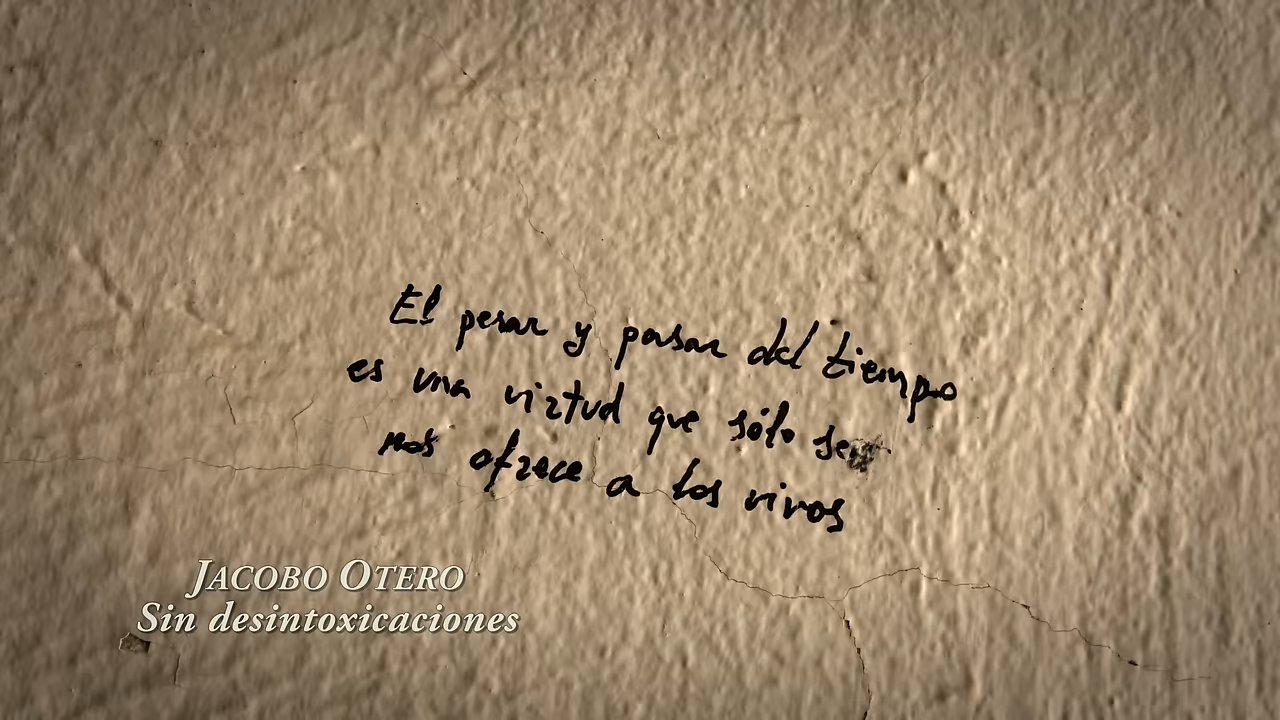 El pesar y pasar del tiempo
es una virtud que sólo se
nos ofrece a los vivos
JACOBO OTERO
Sin desintoxicaciones